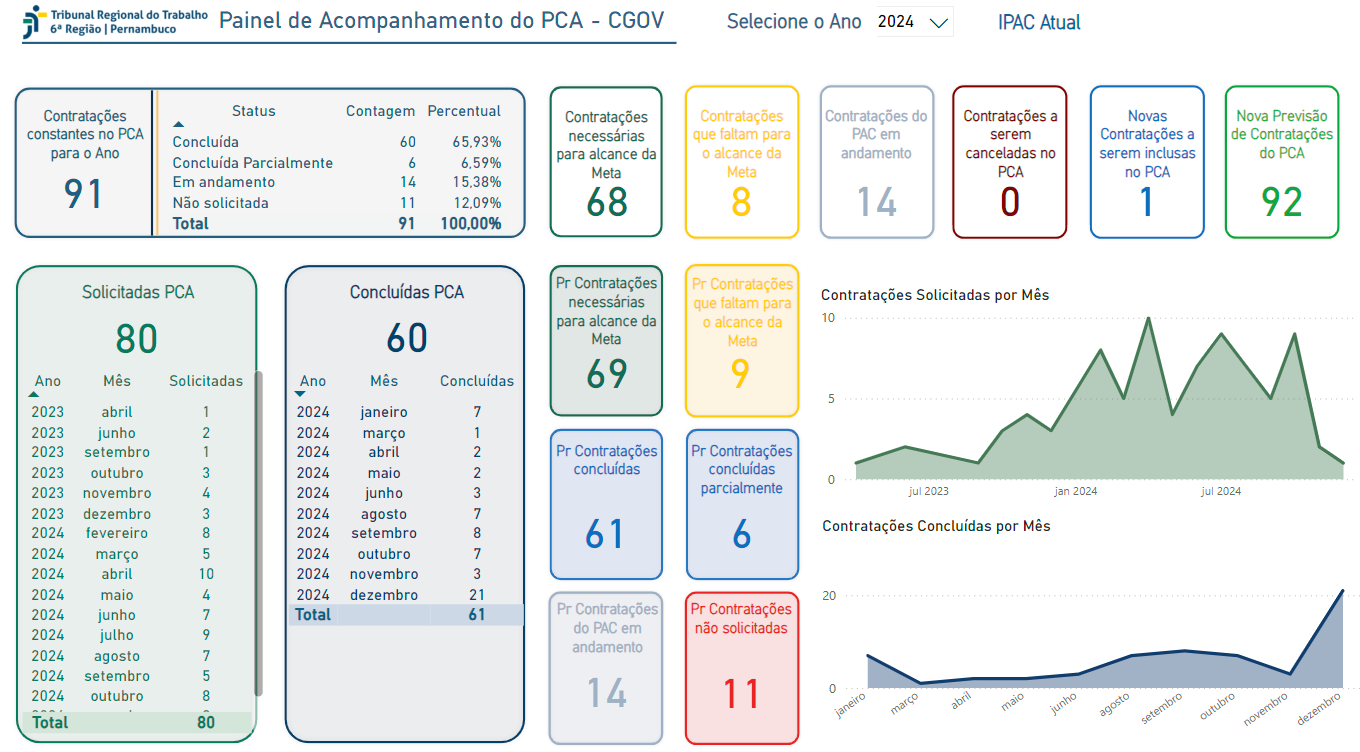 Tribunal Regional do Trabalho
6ª Região | Pernambuco
Painel de Acompanhamento do PCA - CGOV
Selecione o Ano
2024
IPAC Atual
Contratações
constantes no PCA
para o Ano
91
Status Contagem Percentual
Concluída 60 65,93%
Concluída Parcialmente 6 6,59%
Em andamento 14 15,38%
Não solicitada 11 12,09%
Total 91 100,00%
Contratações
necessárias
para alcance da
Meta
68
Contratações
que faltam para
o alcance da
Meta
8
Contratações do
PAC em
andamento
14
Contratações a
serem
canceladas no
PCA
0
Novas
Contratações a
serem inclusas
no PCA
1
Nova Previsão
de Contratações
do PCA
92
Solicitadas PCA
80
Ano Mês Solicitadas
2023 abril 1
2023 junho 2
2023 setembro 1
2023 outubro 3
2023 novembro 4
2023 dezembro 3
2024 fevereiro 8
2024 março 5
2024 abril 10
2024 maio 4
2024 junho 7
2024 julho 9
2024 agosto 7
2024 setembro 5
2024 outubro 8
Total 80
Concluídas PCA
60
Ano Mês Concluídas
2024 janeiro 7
2024 março 1
2024 abril 2
2024 maio 2
2024 junho 3
2024 agosto 7
2024 setembro 8
2024 outubro 7
2024 novembro 3
2024 dezembro 21
Total 61
Pr Contratações
necessárias
para alcance da
Meta
69
Pr Contratações
que faltam para
o alcance da
Meta
9
Pr Contratações
concluídas
61
Pr Contratações
concluídas
parcialmente
6
Pr Contratações
do PAC em
andamento
14
Pr Contratações
não solicitadas
11
Contratações Solicitadas por Mês
10
5
0
jul 2023 jan 2024 jul 2024
Contratações Concluídas por Mês
20
0
janeiro março abril maio junho agosto setembro outubro novembro dezembro